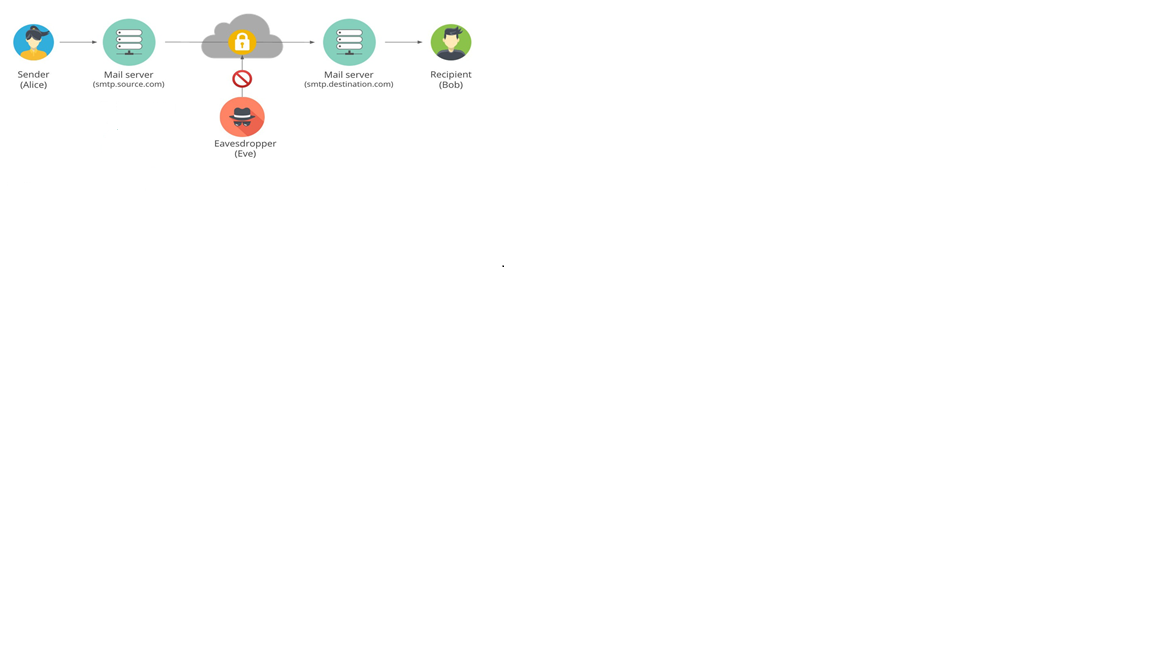 Sender
(Alice)
Mail server
(smtp.source.com)
Mail server
(smtp.destination.com)
Recipient
(Bob)
Eavesdropper
(Eve)